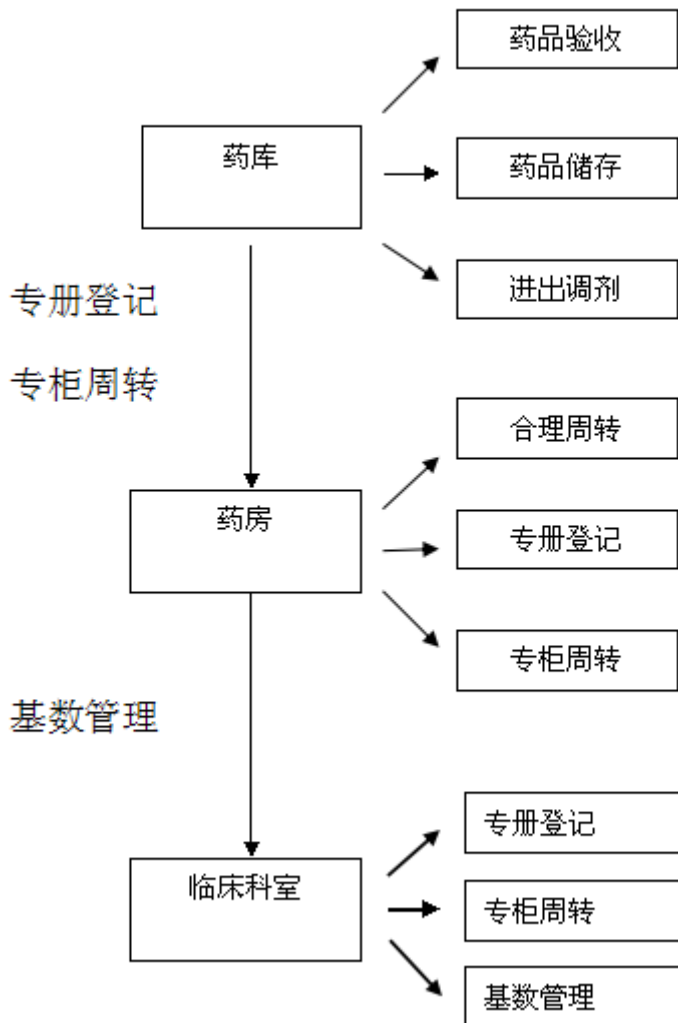 药品验收
药库
药品储存
进出调剂
专册登记
专柜周转
合理周转
药房
专册登记
专柜周转
基数管理
专册登记
临床科室
专柜周转
基数管理